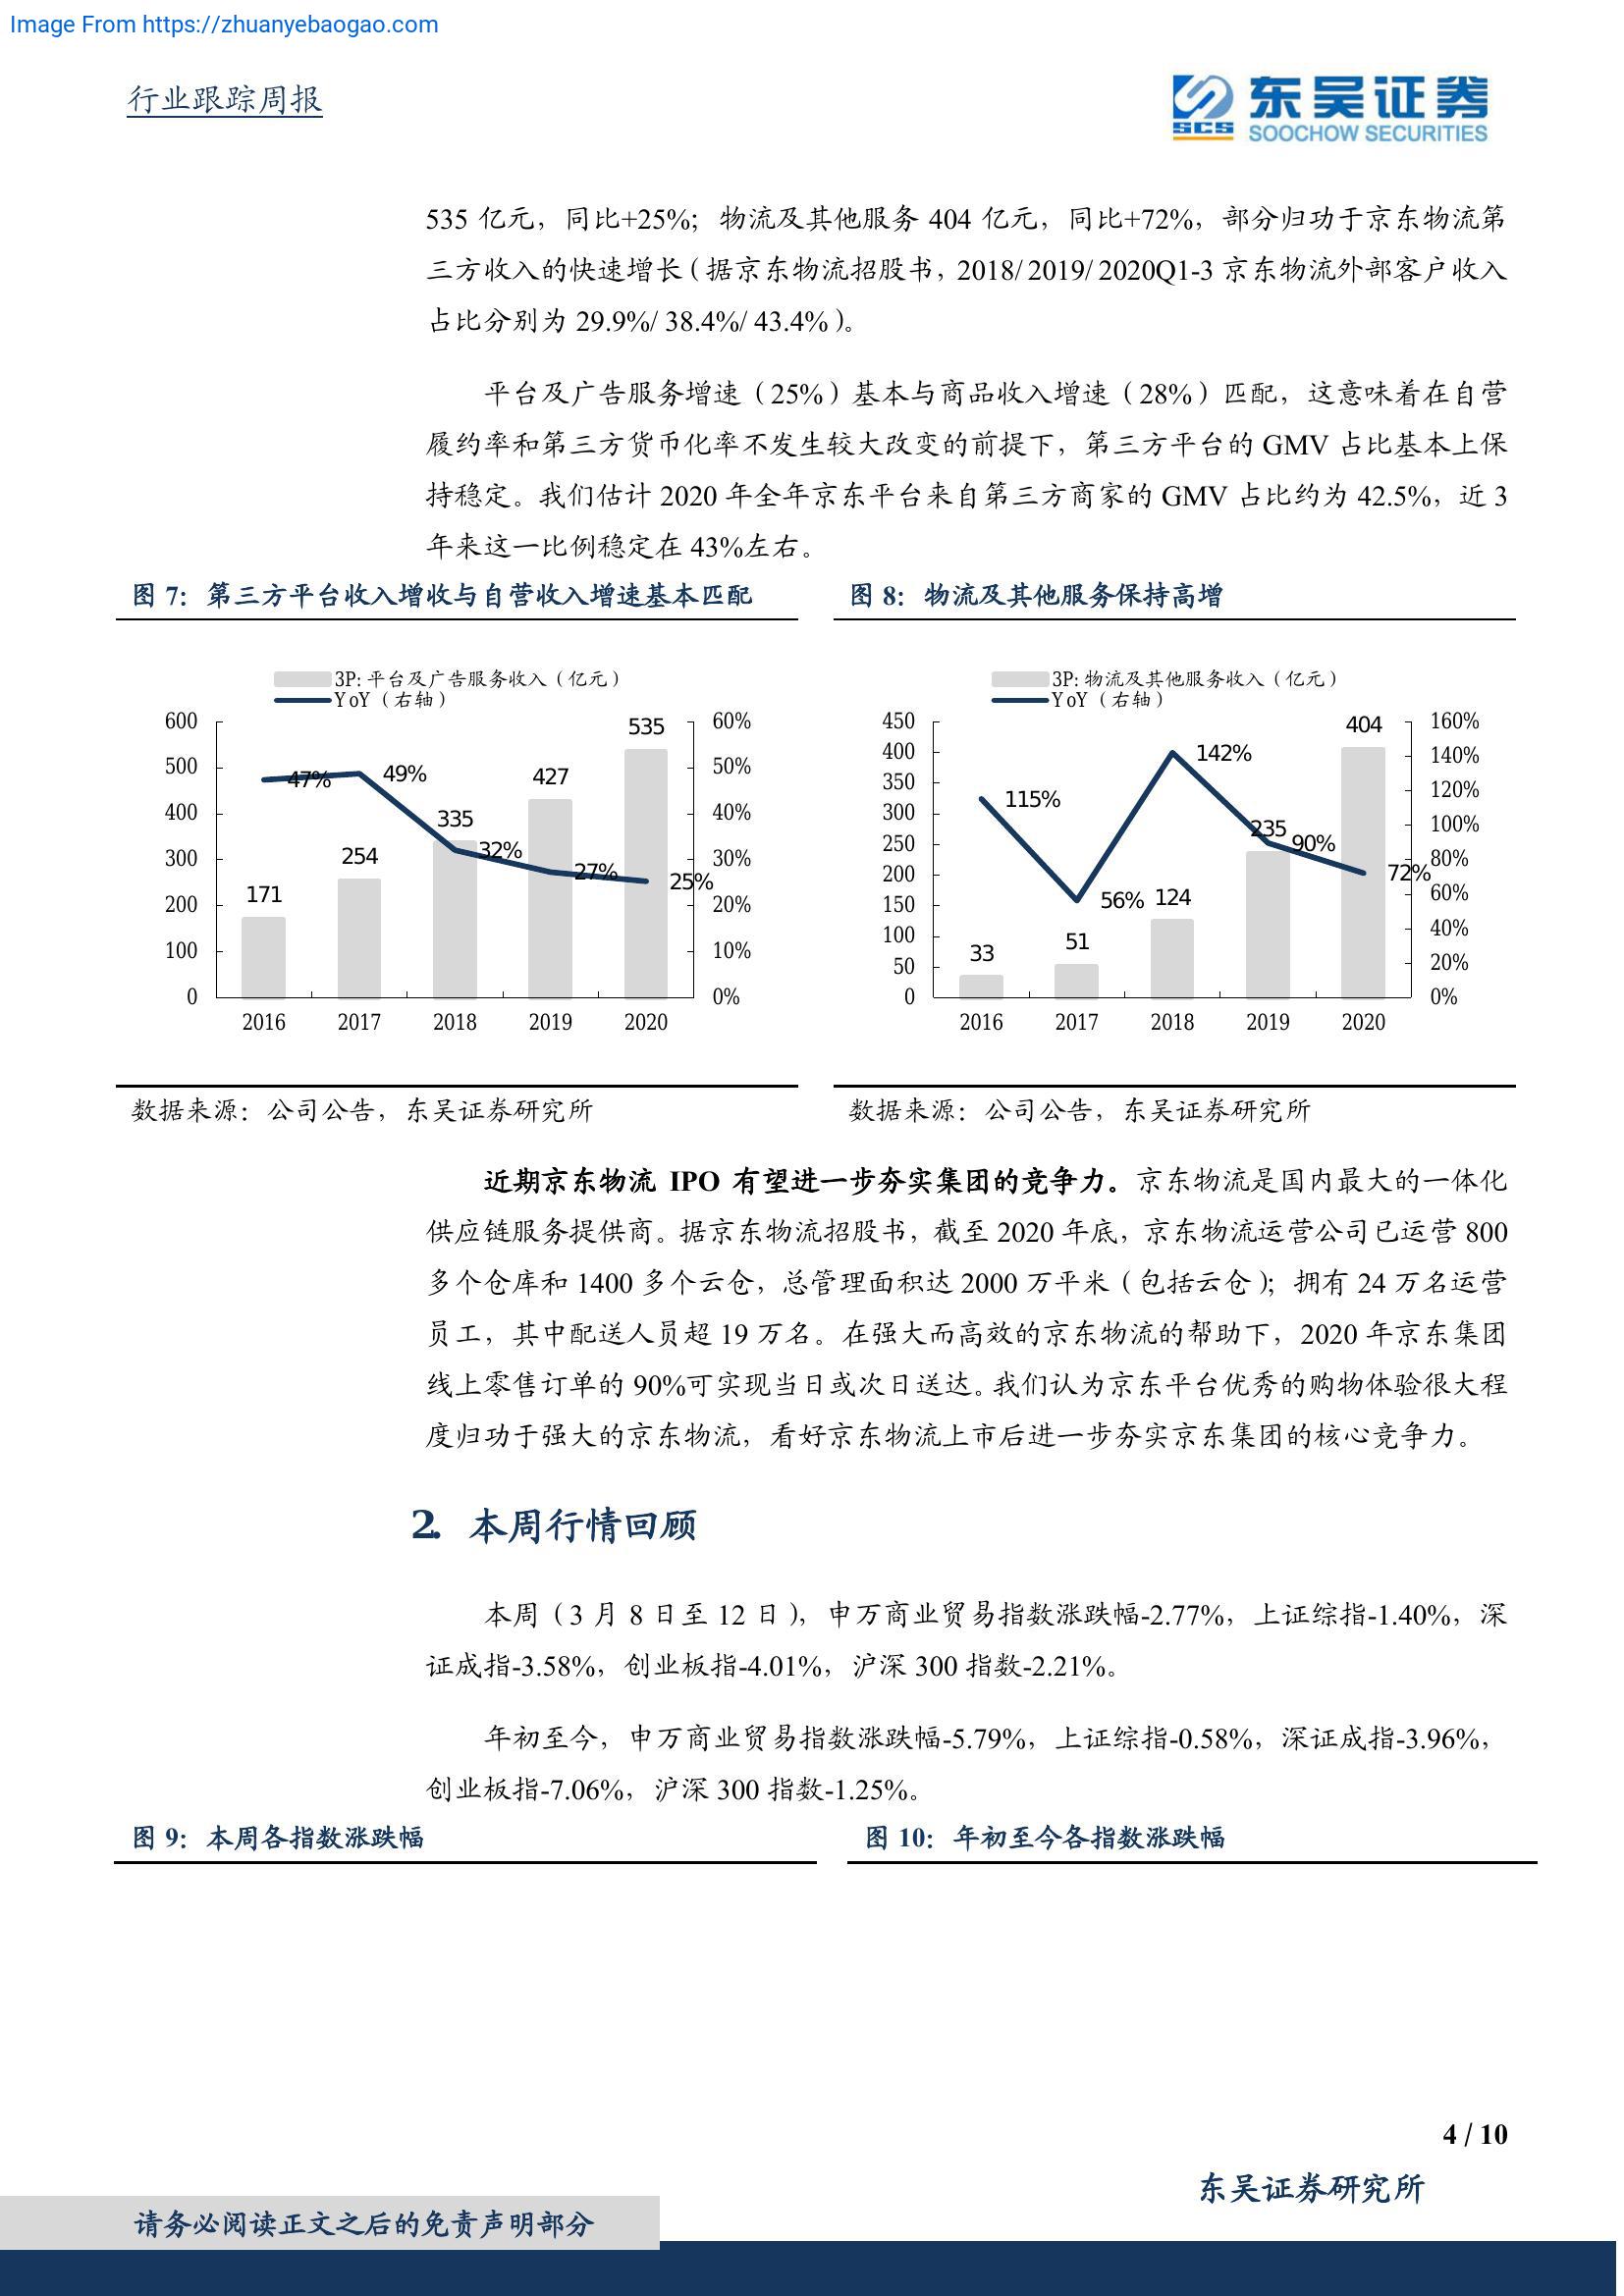 Image From https://zhuanyebaogao.com
行业跟踪周报
SCS
东吴证券
SOOCHOW SECURITIES
535 亿元，同比+25%；物流及其他服务 404 亿元，同比+72%，部分归功于京东物流第
三方收入的快速增长（据京东物流招股书，2018/ 2019/ 2020Q1-3 京东物流外部客户收入
占比分别为 29.9%/ 38.4%/ 43.4%）。
平台及广告服务增速（25%）基本与商品收入增速（28%）匹配，这意味着在自营
履约率和第三方货币化率不发生较大改变的前提下，第三方平台的 GMV 占比基本上保
持稳定。我们估计 2020 年全年京东平台来自第三方商家的 GMV 占比约为 42.5%，近 3
年来这一比例稳定在 43%左右。
图 7：第三方平台收入增收与自营收入增速基本匹配
3P: 平台及广告服务收入（亿元）
YoY（右轴）
600
500
400
300
200
100
0
60%
50%
40%
30%
20%
10%
0%
171
254
335
427
535
47%
49%
32%
27%
25%
2016 2017 2018 2019 2020
数据来源：公司公告，东吴证券研究所
图 8：物流及其他服务保持高增
3P: 物流及其他服务收入（亿元）
YoY（右轴）
450
400
350
300
250
200
150
100
50
0
160%
140%
120%
100%
80%
60%
40%
20%
0%
33
51
124
235
404
115%
56%
142%
90%
72%
2016 2017 2018 2019 2020
数据来源：公司公告，东吴证券研究所
近期京东物流 IPO 有望进一步夯实集团的竞争力。京东物流是国内最大的一体化
供应链服务提供商。据京东物流招股书，截至 2020 年底，京东物流运营公司已运营 800
多个仓库和 1400 多个云仓，总管理面积达 2000 万平米（包括云仓）；拥有 24 万名运营
员工，其中配送人员超 19 万名。在强大而高效的京东物流的帮助下，2020 年京东集团
线上零售订单的 90%可实现当日或次日送达。我们认为京东平台优秀的购物体验很大程
度归功于强大的京东物流，看好京东物流上市后进一步夯实京东集团的核心竞争力。
2. 本周行情回顾
本周（3 月 8 日至 12 日），申万商业贸易指数涨跌幅-2.77%，上证综指-1.40%，深
证成指-3.58%，创业板指-4.01%，沪深 300 指数-2.21%。
年初至今，申万商业贸易指数涨跌幅-5.79%，上证综指-0.58%，深证成指-3.96%，
创业板指-7.06%，沪深 300 指数-1.25%。
图 9：本周各指数涨跌幅
图 10：年初至今各指数涨跌幅
4 / 10
东吴证券研究所
请务必阅读正文之后的免责声明部分